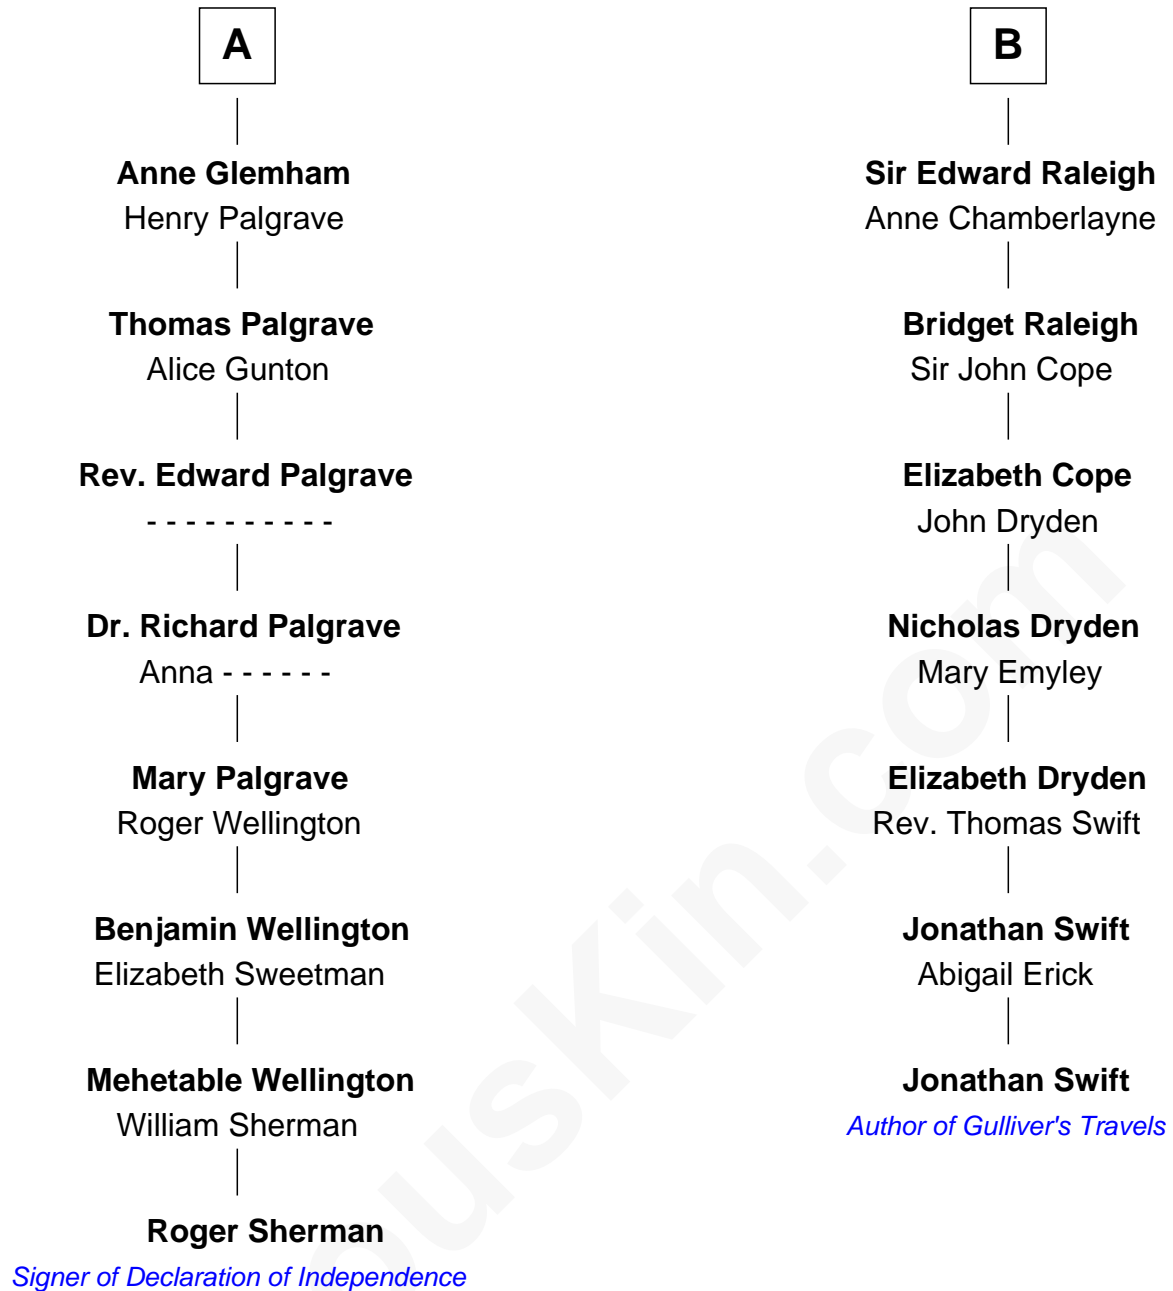 A
Anne Glemham
Henry Palgrave
Thomas Palgrave
Alice Gunton
Rev. Edward Palgrave
- - - - - - - - - -
Dr. Richard Palgrave
Anna - - - - - -
Mary Palgrave
Roger Wellington
Benjamin Wellington
Elizabeth Sweetman
Mehetable Wellington
William Sherman
Roger Sherman
Signer of Declaration of Independence
B
Sir Edward Raleigh
Anne Chamberlayne
Bridget Raleigh
Sir John Cope
Elizabeth Cope
John Dryden
Nicholas Dryden
Mary Emyley
Elizabeth Dryden
Rev. Thomas Swift
Jonathan Swift
Abigail Erick
Jonathan Swift
Author of Gulliver's Travels
ousKin.com